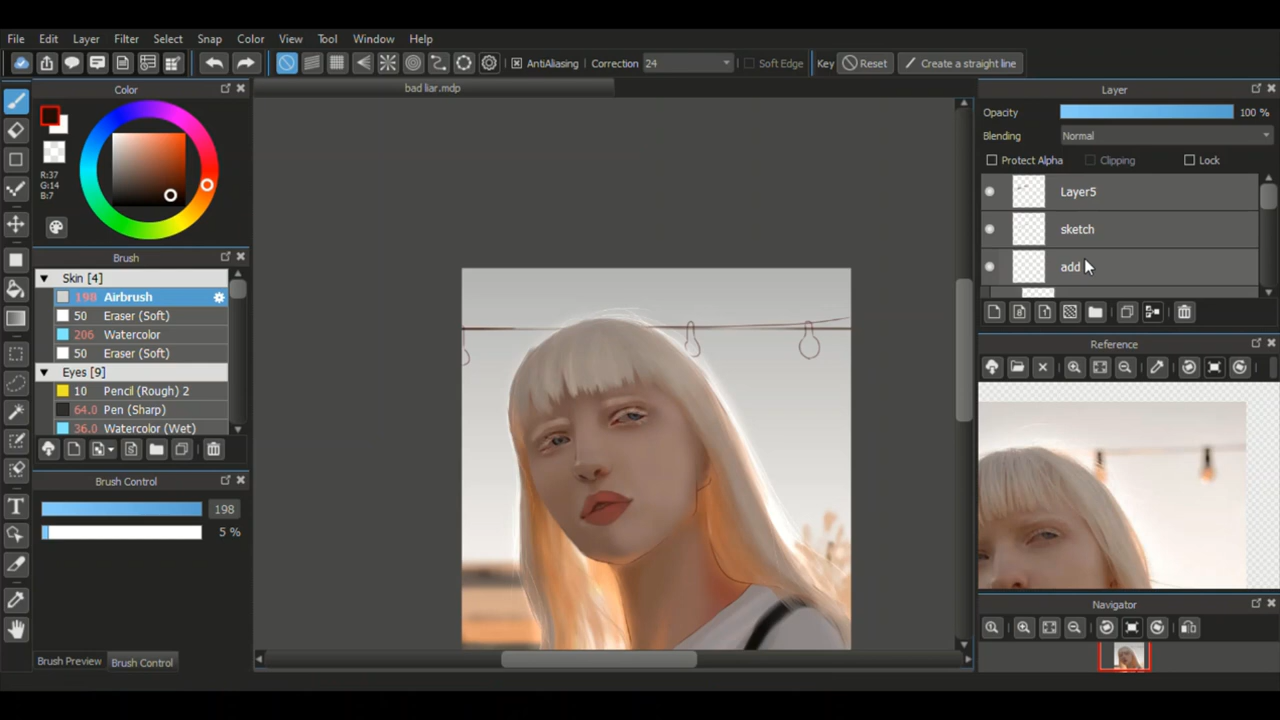 File Edit Layer Filter Select Snap Color View Tool Window Help
AntiAliasing Correction 24 Soft Edge Key Reset Create a straight line
Color
bad liar.mdp
Layer
R:37
G:14
B:7
Opacity 100 %
Blending Normal
Protect Alpha Clipping Lock
Layer5
sketch
add
Brush
Skin [4]
198 Airbrush
50 Eraser (Soft)
206 Watercolor
50 Eraser (Soft)
Eyes [9]
10 Pencil (Rough) 2
64.0 Pen (Sharp)
36.0 Watercolor (Wet)
Reference
Brush Control
198
5 %
Navigator
Brush Preview Brush Control